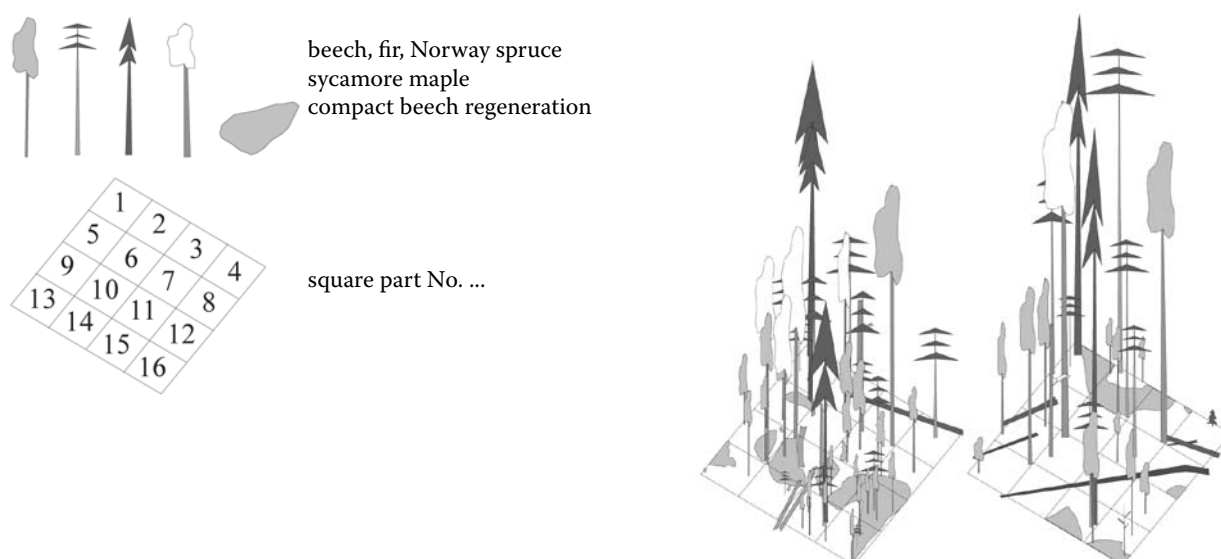 beech, fir, Norway spruce
sycamore maple
compact beech regeneration
1 2 3 4
5 6 7 8
9 10 11 12
13 14 15 16
square part No. ...